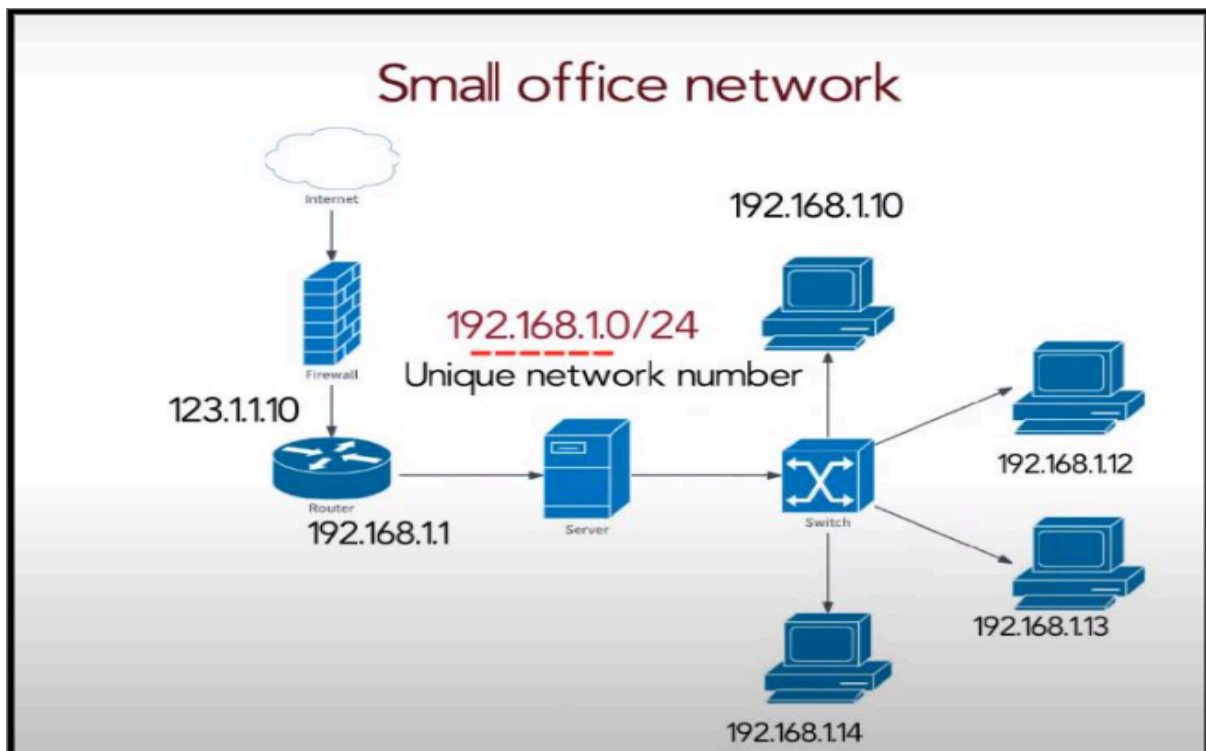 Small office network
Internet
192.168.1.10
192.168.1.0/24
Firewall
Unique network number
123.1.1.10
192.168.1.12
Router
192.168.1.1
Server
Switch
192.168.1.13
192.168.1.14